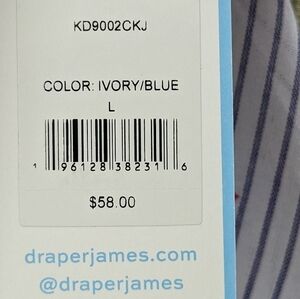 KD9002CKJ
COLOR: IVORY/BLUE
L
1 96128 38231 6
$58.00
draperjames.com
@draperjames